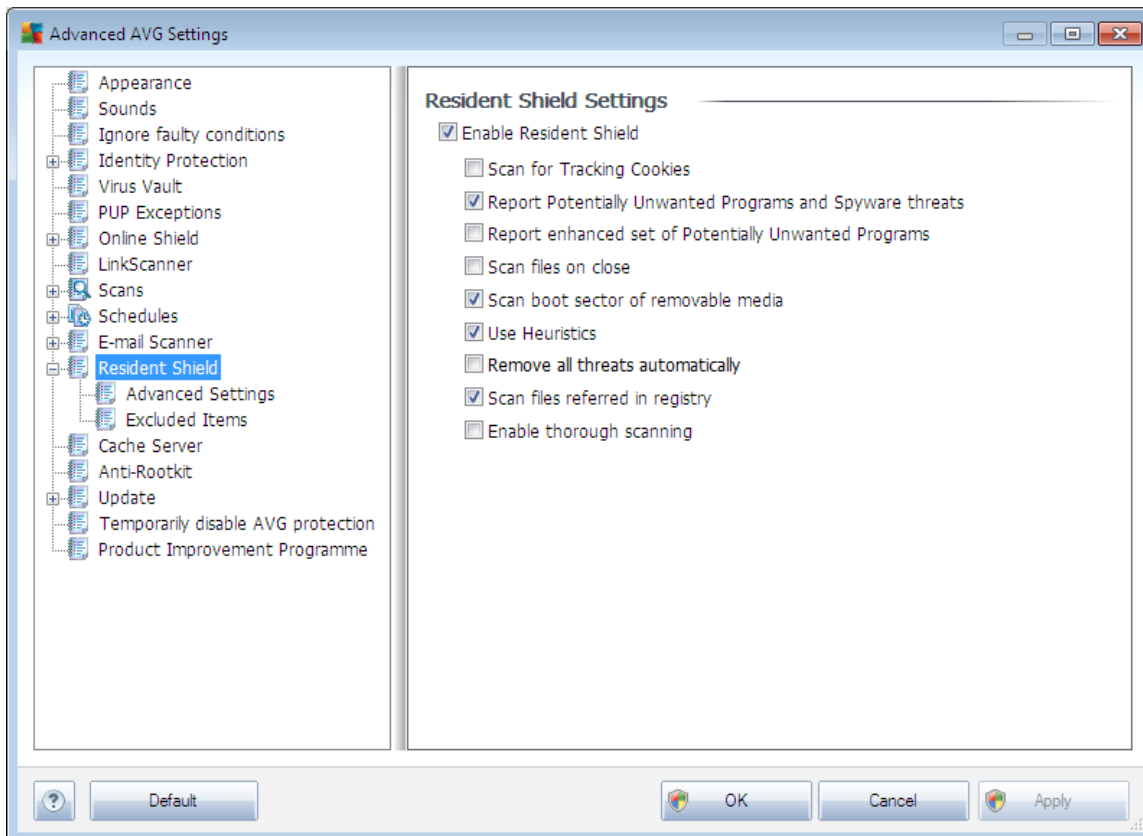 Advanced AVG Settings
Appearance
Sounds
Ignore faulty conditions
Identity Protection
Virus Vault
PUP Exceptions
Online Shield
LinkScanner
Scans
Schedules
E-mail Scanner
Resident Shield
Advanced Settings
Excluded Items
Cache Server
Anti-Rootkit
Update
Temporarily disable AVG protection
Product Improvement Programme
Resident Shield Settings
Enable Resident Shield
Scan for Tracking Cookies
Report Potentially Unwanted Programs and Spyware threats
Report enhanced set of Potentially Unwanted Programs
Scan files on close
Scan boot sector of removable media
Use Heuristics
Remove all threats automatically
Scan files referred in registry
Enable thorough scanning
?
Default
OK
Cancel
Apply